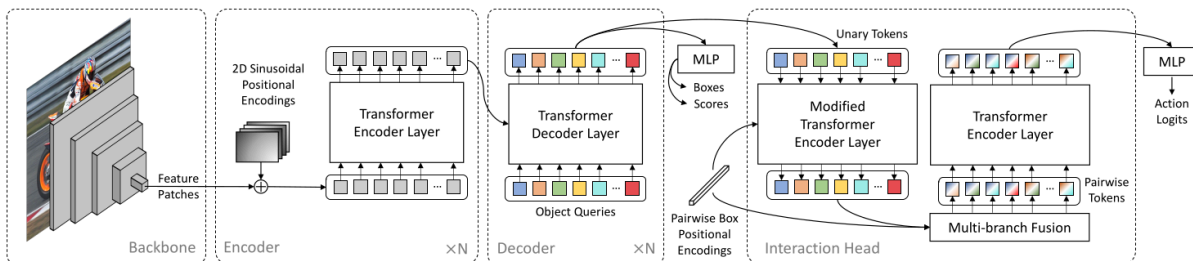 Feature
Patches
Backbone
2D Sinusoidal
Positional
Encodings
Transformer
Encoder Layer
Encoder
×N
Transformer
Decoder Layer
Object Queries
Decoder
×N
MLP
Boxes
Scores
Pairwise Box
Positional
Encodings
Unary Tokens
Modified
Transformer
Encoder Layer
Interaction Head
Transformer
Encoder Layer
Pairwise
Tokens
Multi-branch Fusion
MLP
Action
Logits